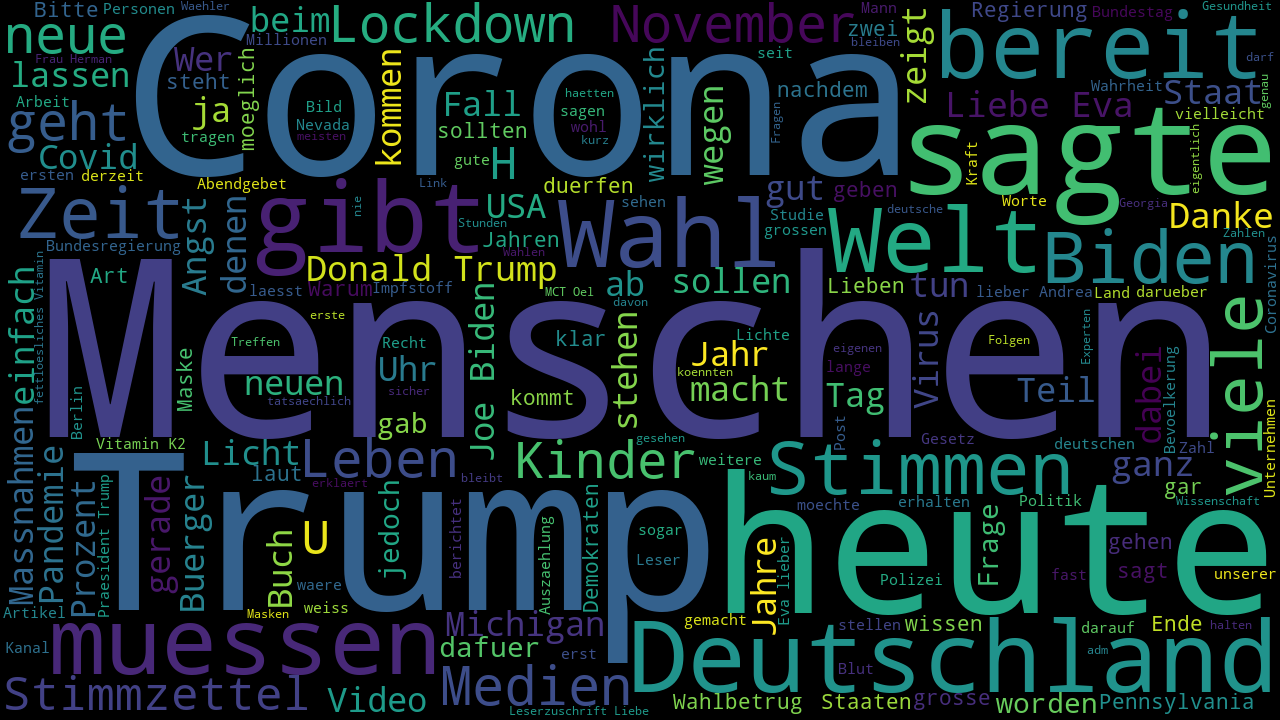 Bitte Personen Waehler
beim Lockdown November
Mann
Regierung Bundestag
Gesundheit
neue
Corona
Millionen
zwei
bleiben
zeigt
bereit
darf
Frau Herman
Wer
lassen
steht
kommen
seit
nachdem
Wahrheit
Staat
genau
Arbeit
ja
moeglich
Bild
Nevada
meisten
Fall
haetten
sagen
wohl
kurz
wirklich
wegen
Fragen
Liebe Eva
vielleicht
geht
tragen
sollten
sagte
Covid
gute
H
Kraft
eigentlich
ersten derzeit
Abendgebet
Link
duerfen
sehen
gut
geben
Worte
Georgia
Zeit
Angst
denen
gibt
nie
USA
Stunden
Wahl
Studie
grossen
deutsche
Welt
Danke
Zahlen
Bundesregierung
Jahren
Wahlen
Biden
Coronavirus
Art
Donald Trump
ab
sollen
Lieben
tun
lieber Andrea
Land darueber
laesst
warum
Impfstoff
MCT Oel
davon
einfach
fettloesliches Vitamin
Menschen
erste
Treffen
Recht
Joe Biden
klar
stehen
Lichte
Jahr
koennten
eigenen
Virus
Folgen
Experten
viele
Maske
neuen
Uhr
sicher
tatsaechlich
kommt
macht
lange
Tag
Teil
dabei
Bevoelkerung
Berlin
gab
Post
Gesetz
deutschen
Zahl
Unternehmen
Vitamin K2
Licht
laut
Leben
erklaert
bleibt
Kinder
gesehen
weitere
kaum
Stimmen
ganz
gar
Massnahmen
Pandemie
Prozent
Praesident Trump
gerade
Buerger
Trump
heute
moechte
erhalten
Politik
Wissenschaft
Buch
U
jedoch
berichtet
Auszaehlung
Demokraten
sogar
Leser
Jahre
Eva lieber
Polizei
Frage
gehen
fast
sagt
unserer
waere
weiss
Artikel
Masken
Kanal
muessen
Michigan
dafuer
erst
gemacht
stellen
wissen
darauf
Ende
halten
Deutschland
Blut
adm
Stimmzettel
Video
Medien
Leserzuschrift Liebe
Wahlbetrug
Staaten
grosse
worden
Pennsylvania